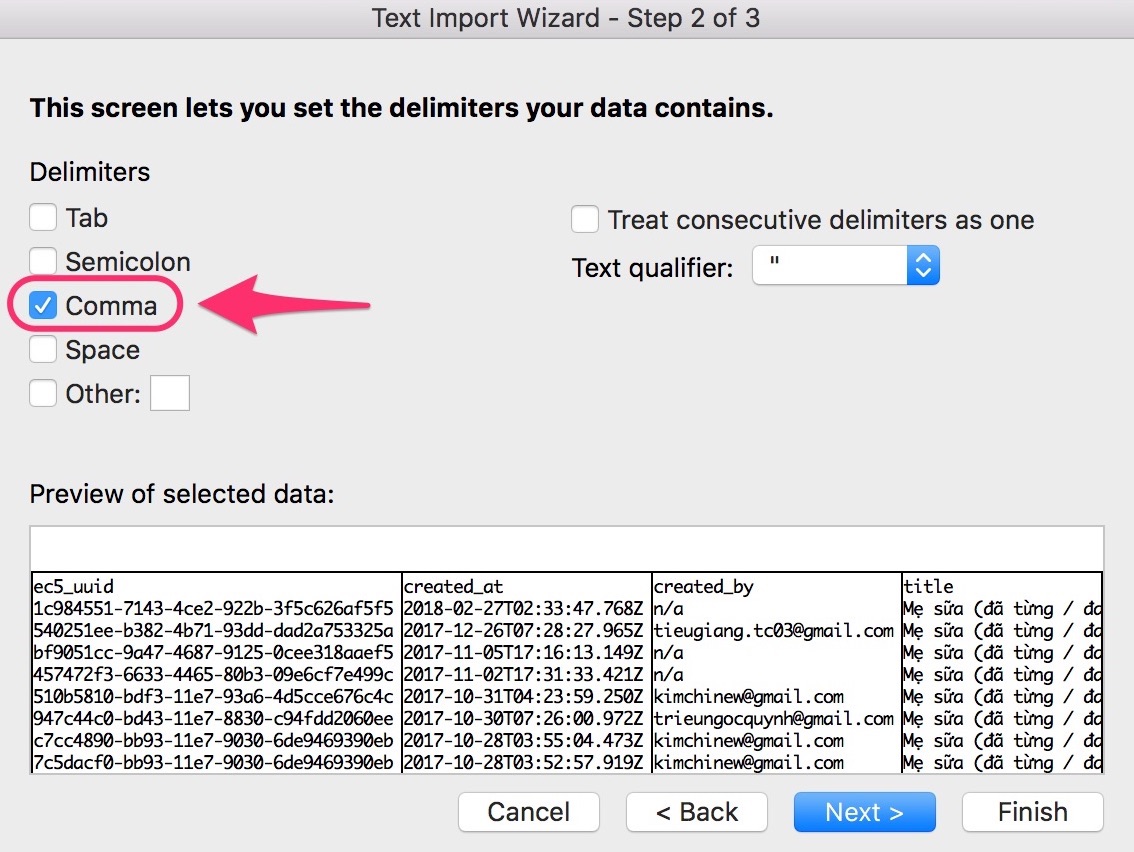 Text Import Wizard - Step 2 of 3
This screen lets you set the delimiters your data contains.
Delimiters
Tab
Treat consecutive delimiters as one
Semicolon
Text qualifier: "
Comma
Space
Other:
Preview of selected data:
ec5_uuid created_at created_by title
1c984551-7143-4ce2-922b-3f5c626af5f5 2018-02-27T02:33:47.768Z n/a Mẹ sữa (đã từng /
540251ee-b382-4b71-93dd-dad2a753325a 2017-12-26T07:28:27.965Z tieugiang.tc03@gmail.com Mẹ sữa (đã từng /
bf9051cc-9a47-4687-9125-0cee318aaef5 2017-11-05T17:16:13.149Z n/a Mẹ sữa (đã từng /
457472f3-6633-4465-80b3-09e6cf7e499c 2017-11-02T17:31:33.421Z n/a Mẹ sữa (đã từng /
510b5810-bdf3-11e7-93a6-4d5cce676c4c 2017-10-31T04:23:59.250Z kimchinew@gmail.com Mẹ sữa (đã từng /
947c44c0-bd43-11e7-8830-c94fdd2060ee 2017-10-30T07:26:00.972Z trieungocquynh@gmail.com Mẹ sữa (đã từng /
c7cc4890-bb93-11e7-9030-6de9469390eb 2017-10-28T03:55:04.473Z kimchinew@gmail.com Mẹ sữa (đã từng /
7c5dacf0-bb93-11e7-9030-6de9469390eb 2017-10-28T03:52:57.919Z kimchinew@gmail.com Mẹ sữa (đã từng /
Cancel < Back Next > Finish